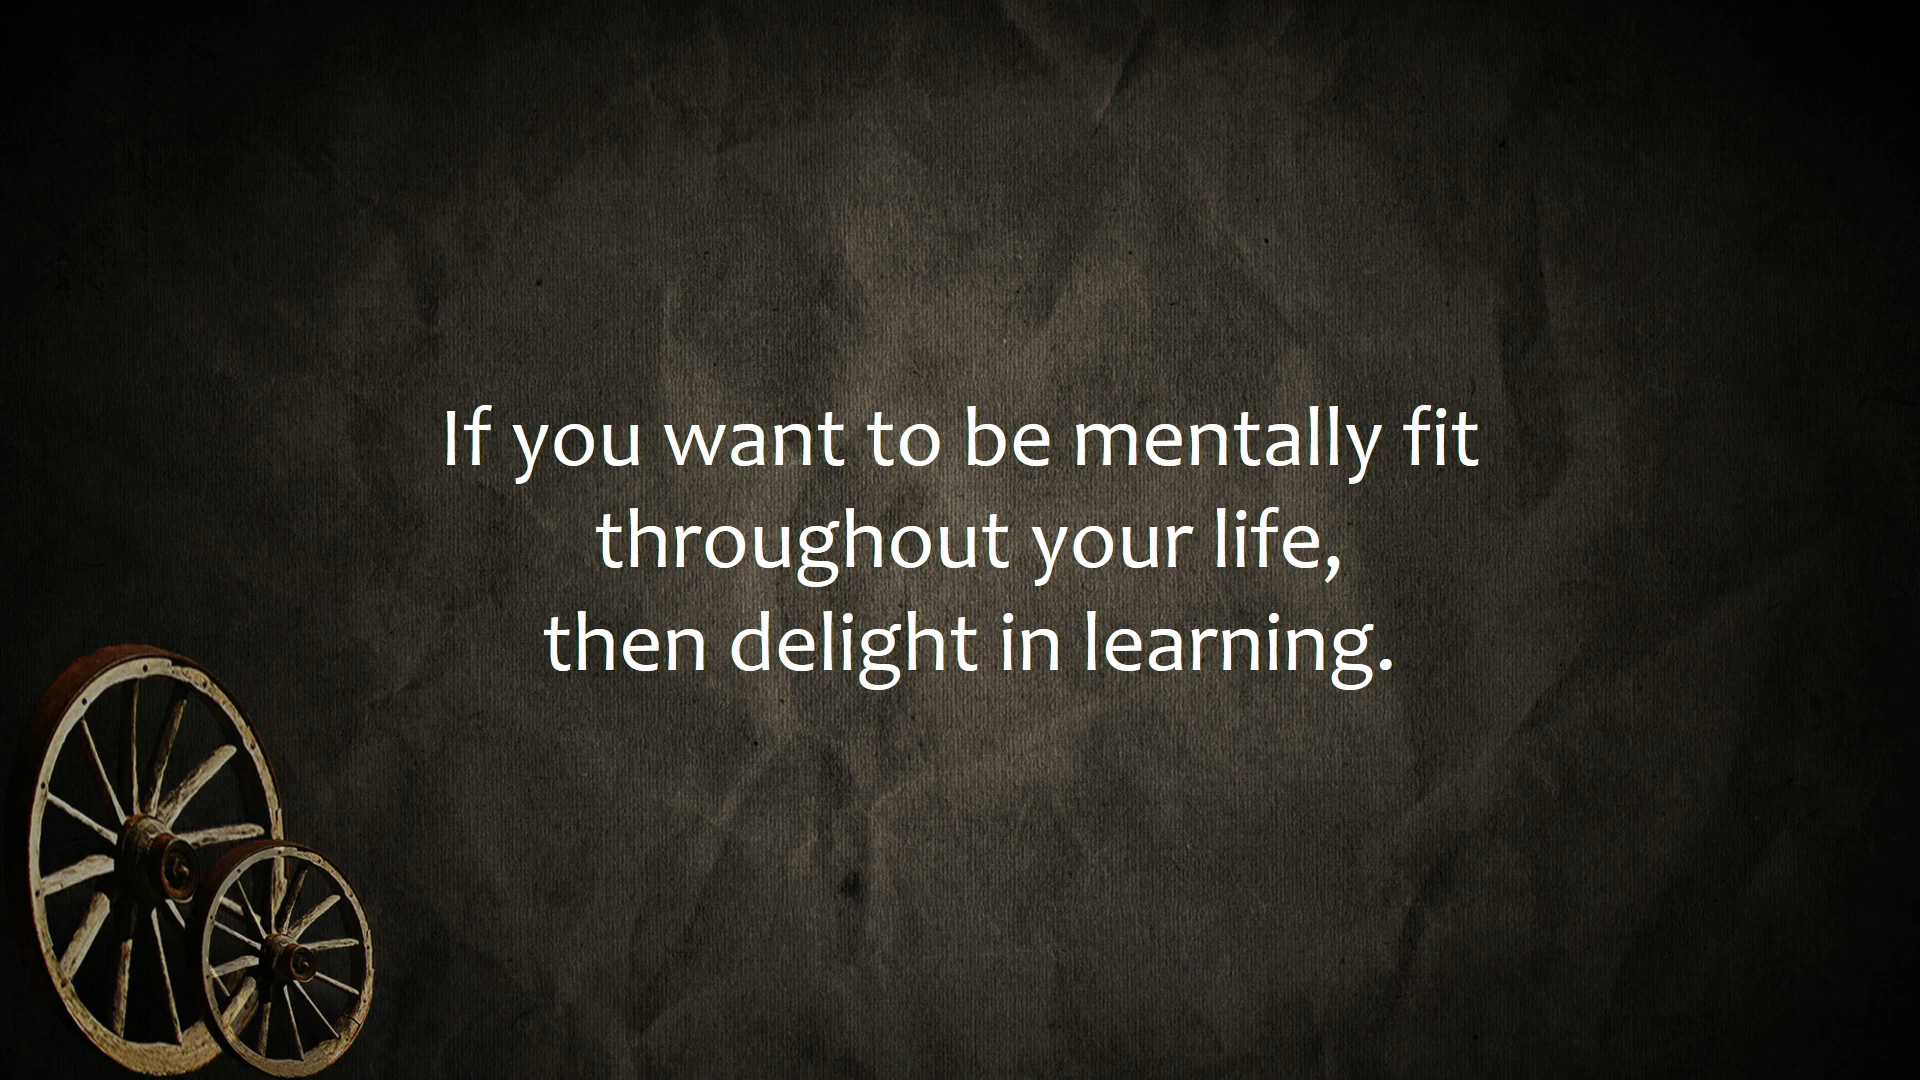 If you want to be mentally fit
throughout your life,
then delight in learning.